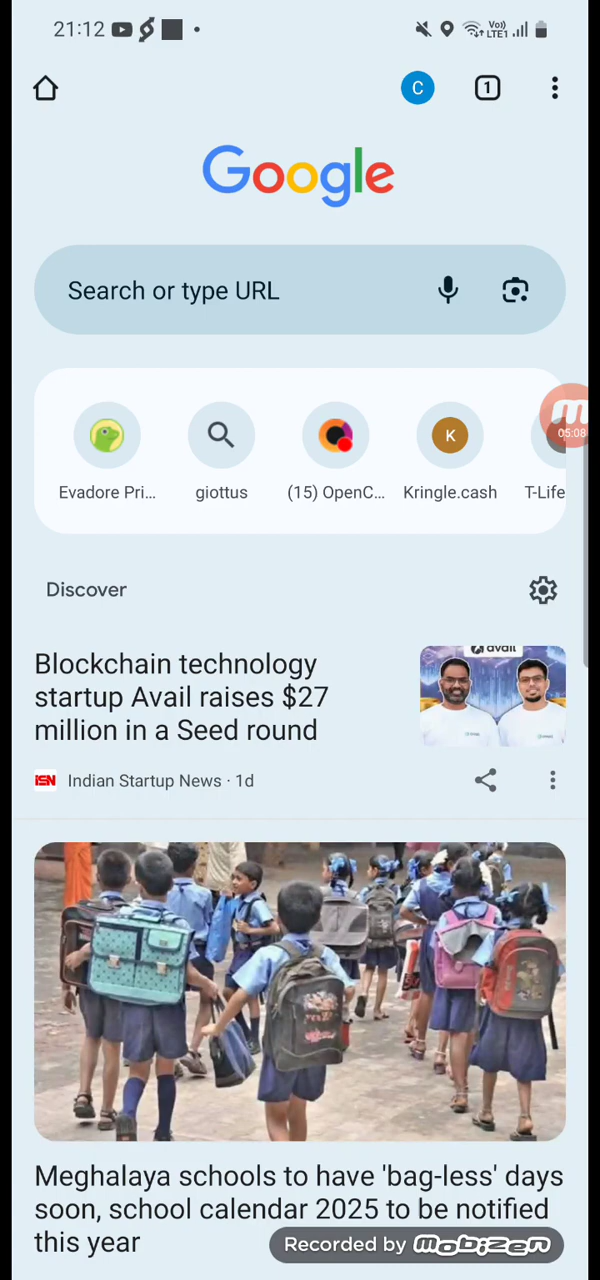 21:12
Vo)
LTE1
C
1
Google
Search or type URL
05:08
K
Evadore Pri...
giottus
(15) OpenC...
Kringle.cash
T-Life
Discover
Blockchain technology
startup Avail raises $27
million in a Seed round
avail
iSN
Indian Startup News · 1d
Meghalaya schools to have 'bag-less' days
soon, school calendar 2025 to be notified
this year
Recorded by mobizen